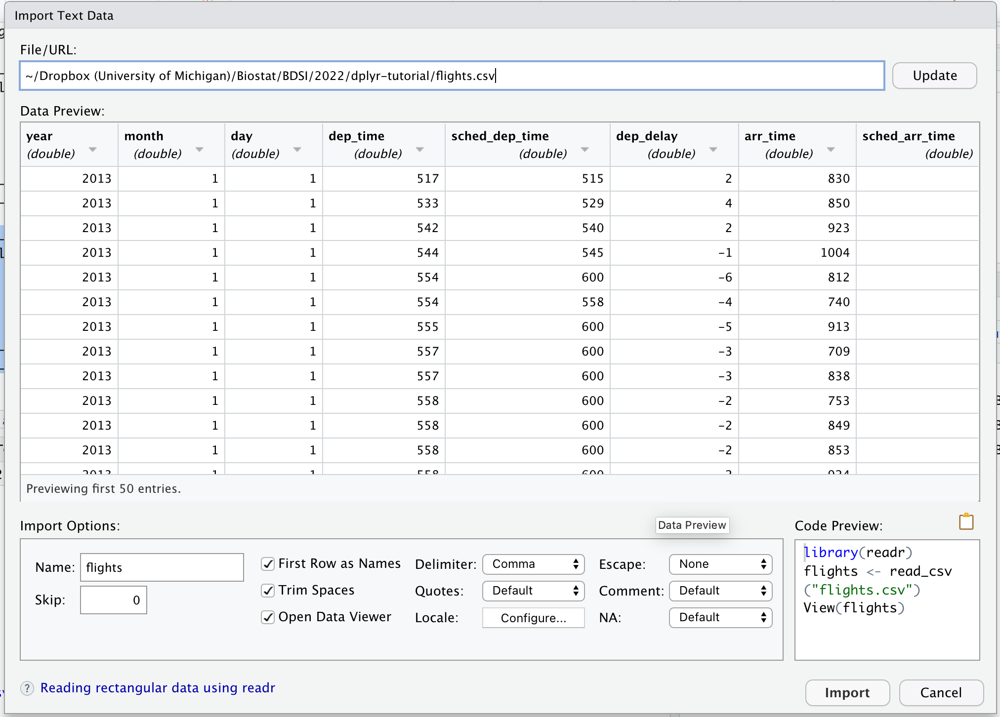 Import Text Data
File/URL:
~/Dropbox (University of Michigan)/Biostat/BDSI/2022/dplyr-tutorial/flights.csv
Update
Data Preview:
year month day dep_time sched_dep_time dep_delay arr_time sched_arr_time
(double) (double) (double) (double) (double) (double) (double) (double)
2013 1 1 517 515 2 830
2013 1 1 533 529 4 850
2013 1 1 542 540 2 923
2013 1 1 544 545 -1 1004
2013 1 1 554 600 -6 812
2013 1 1 554 558 -4 740
2013 1 1 555 600 -5 913
2013 1 1 557 600 -3 709
2013 1 1 557 600 -3 838
2013 1 1 558 600 -2 753
2013 1 1 558 600 -2 849
2013 1 1 558 600 -2 853
Previewing first 50 entries.
Import Options:
Data Preview
Code Preview:
Name: flights
Skip: 0
First Row as Names
Trim Spaces
Open Data Viewer
Delimiter: Comma
Quotes: Default
Locale: Configure...
Escape: None
Comment: Default
NA: Default
library(readr)
flights <- read_csv
("flights.csv")
View(flights)
? Reading rectangular data using readr
Import
Cancel